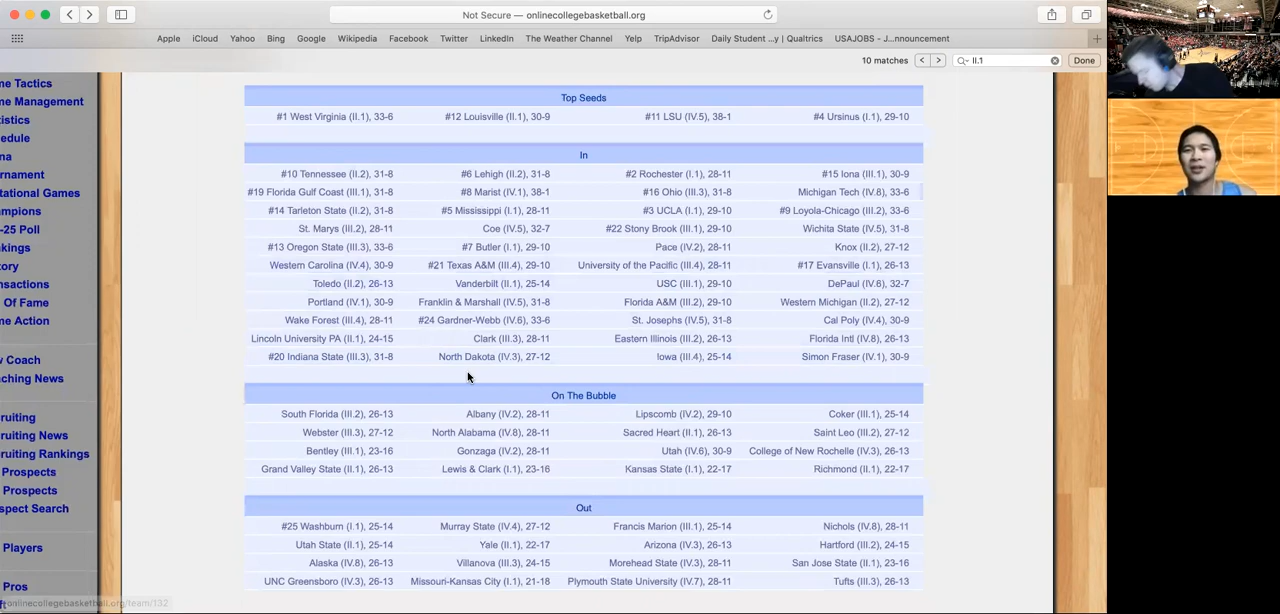 Not Secure — onlinecollegebasketball.org
Apple iCloud Yahoo Bing Google Wikipedia Facebook Twitter LinkedIn The Weather Channel Yelp TripAdvisor Daily Student ...y | Qualtrics USAJOBS - J...nnouncement
10 matches II.1 Done
me Tactics
me Management
tistics
edule
na
rnament
tational Games
mpions
-25 Poll
nkings
tory
nsactions
Of Fame
me Action
w Coach
ching News
ruiting
ruiting News
ruiting Rankings
Prospects
Prospects
spect Search
Players
Pros
Top Seeds
#1 West Virginia (II.1), 33-6 #12 Louisville (II.1), 30-9 #11 LSU (IV.5), 38-1 #4 Ursinus (I.1), 29-10
In
#10 Tennessee (II.2), 31-8 #6 Lehigh (II.2), 31-8 #2 Rochester (I.1), 28-11 #15 Iona (III.1), 30-9
#19 Florida Gulf Coast (III.1), 31-8 #8 Marist (IV.1), 38-1 #16 Ohio (III.3), 31-8 Michigan Tech (IV.8), 33-6
#14 Tarleton State (II.2), 31-8 #5 Mississippi (I.1), 28-11 #3 UCLA (I.1), 29-10 #9 Loyola-Chicago (III.2), 33-6
St. Marys (III.2), 28-11 Coe (IV.5), 32-7 #22 Stony Brook (III.1), 29-10 Wichita State (IV.5), 31-8
#13 Oregon State (III.3), 33-6 #7 Butler (I.1), 29-10 Pace (IV.2), 28-11 Knox (II.2), 27-12
Western Carolina (IV.4), 30-9 #21 Texas A&M (III.4), 29-10 University of the Pacific (III.4), 28-11 #17 Evansville (I.1), 26-13
Toledo (II.2), 26-13 Vanderbilt (II.1), 25-14 USC (III.1), 29-10 DePaul (IV.6), 32-7
Portland (IV.1), 30-9 Franklin & Marshall (IV.5), 31-8 Florida A&M (III.2), 29-10 Western Michigan (II.2), 27-12
Wake Forest (III.4), 28-11 #24 Gardner-Webb (IV.6), 33-6 St. Josephs (IV.5), 31-8 Cal Poly (IV.4), 30-9
Lincoln University PA (II.1), 24-15 Clark (III.3), 28-11 Eastern Illinois (III.2), 26-13 Florida Intl (IV.8), 26-13
#20 Indiana State (III.3), 31-8 North Dakota (IV.3), 27-12 Iowa (III.4), 25-14 Simon Fraser (IV.1), 30-9
On The Bubble
South Florida (III.2), 26-13 Albany (IV.2), 28-11 Lipscomb (IV.2), 29-10 Coker (III.1), 25-14
Webster (III.3), 27-12 North Alabama (IV.8), 28-11 Sacred Heart (II.1), 26-13 Saint Leo (III.2), 27-12
Bentley (III.1), 23-16 Gonzaga (IV.2), 28-11 Utah (IV.6), 30-9 College of New Rochelle (IV.3), 26-13
Grand Valley State (II.1), 26-13 Lewis & Clark (I.1), 23-16 Kansas State (I.1), 22-17 Richmond (II.1), 22-17
Out
#25 Washburn (I.1), 25-14 Murray State (IV.4), 27-12 Francis Marion (III.1), 25-14 Nichols (IV.8), 28-11
Utah State (II.1), 25-14 Yale (II.1), 22-17 Arizona (IV.3), 26-13 Hartford (III.2), 24-15
Alaska (IV.8), 26-13 Villanova (III.3), 24-15 Morehead State (IV.3), 28-11 San Jose State (II.1), 23-16
UNC Greensboro (IV.3), 26-13 Missouri-Kansas City (I.1), 21-18 Plymouth State University (IV.7), 28-11 Tufts (III.3), 26-13
onlinecollegebasketball.org/team/132